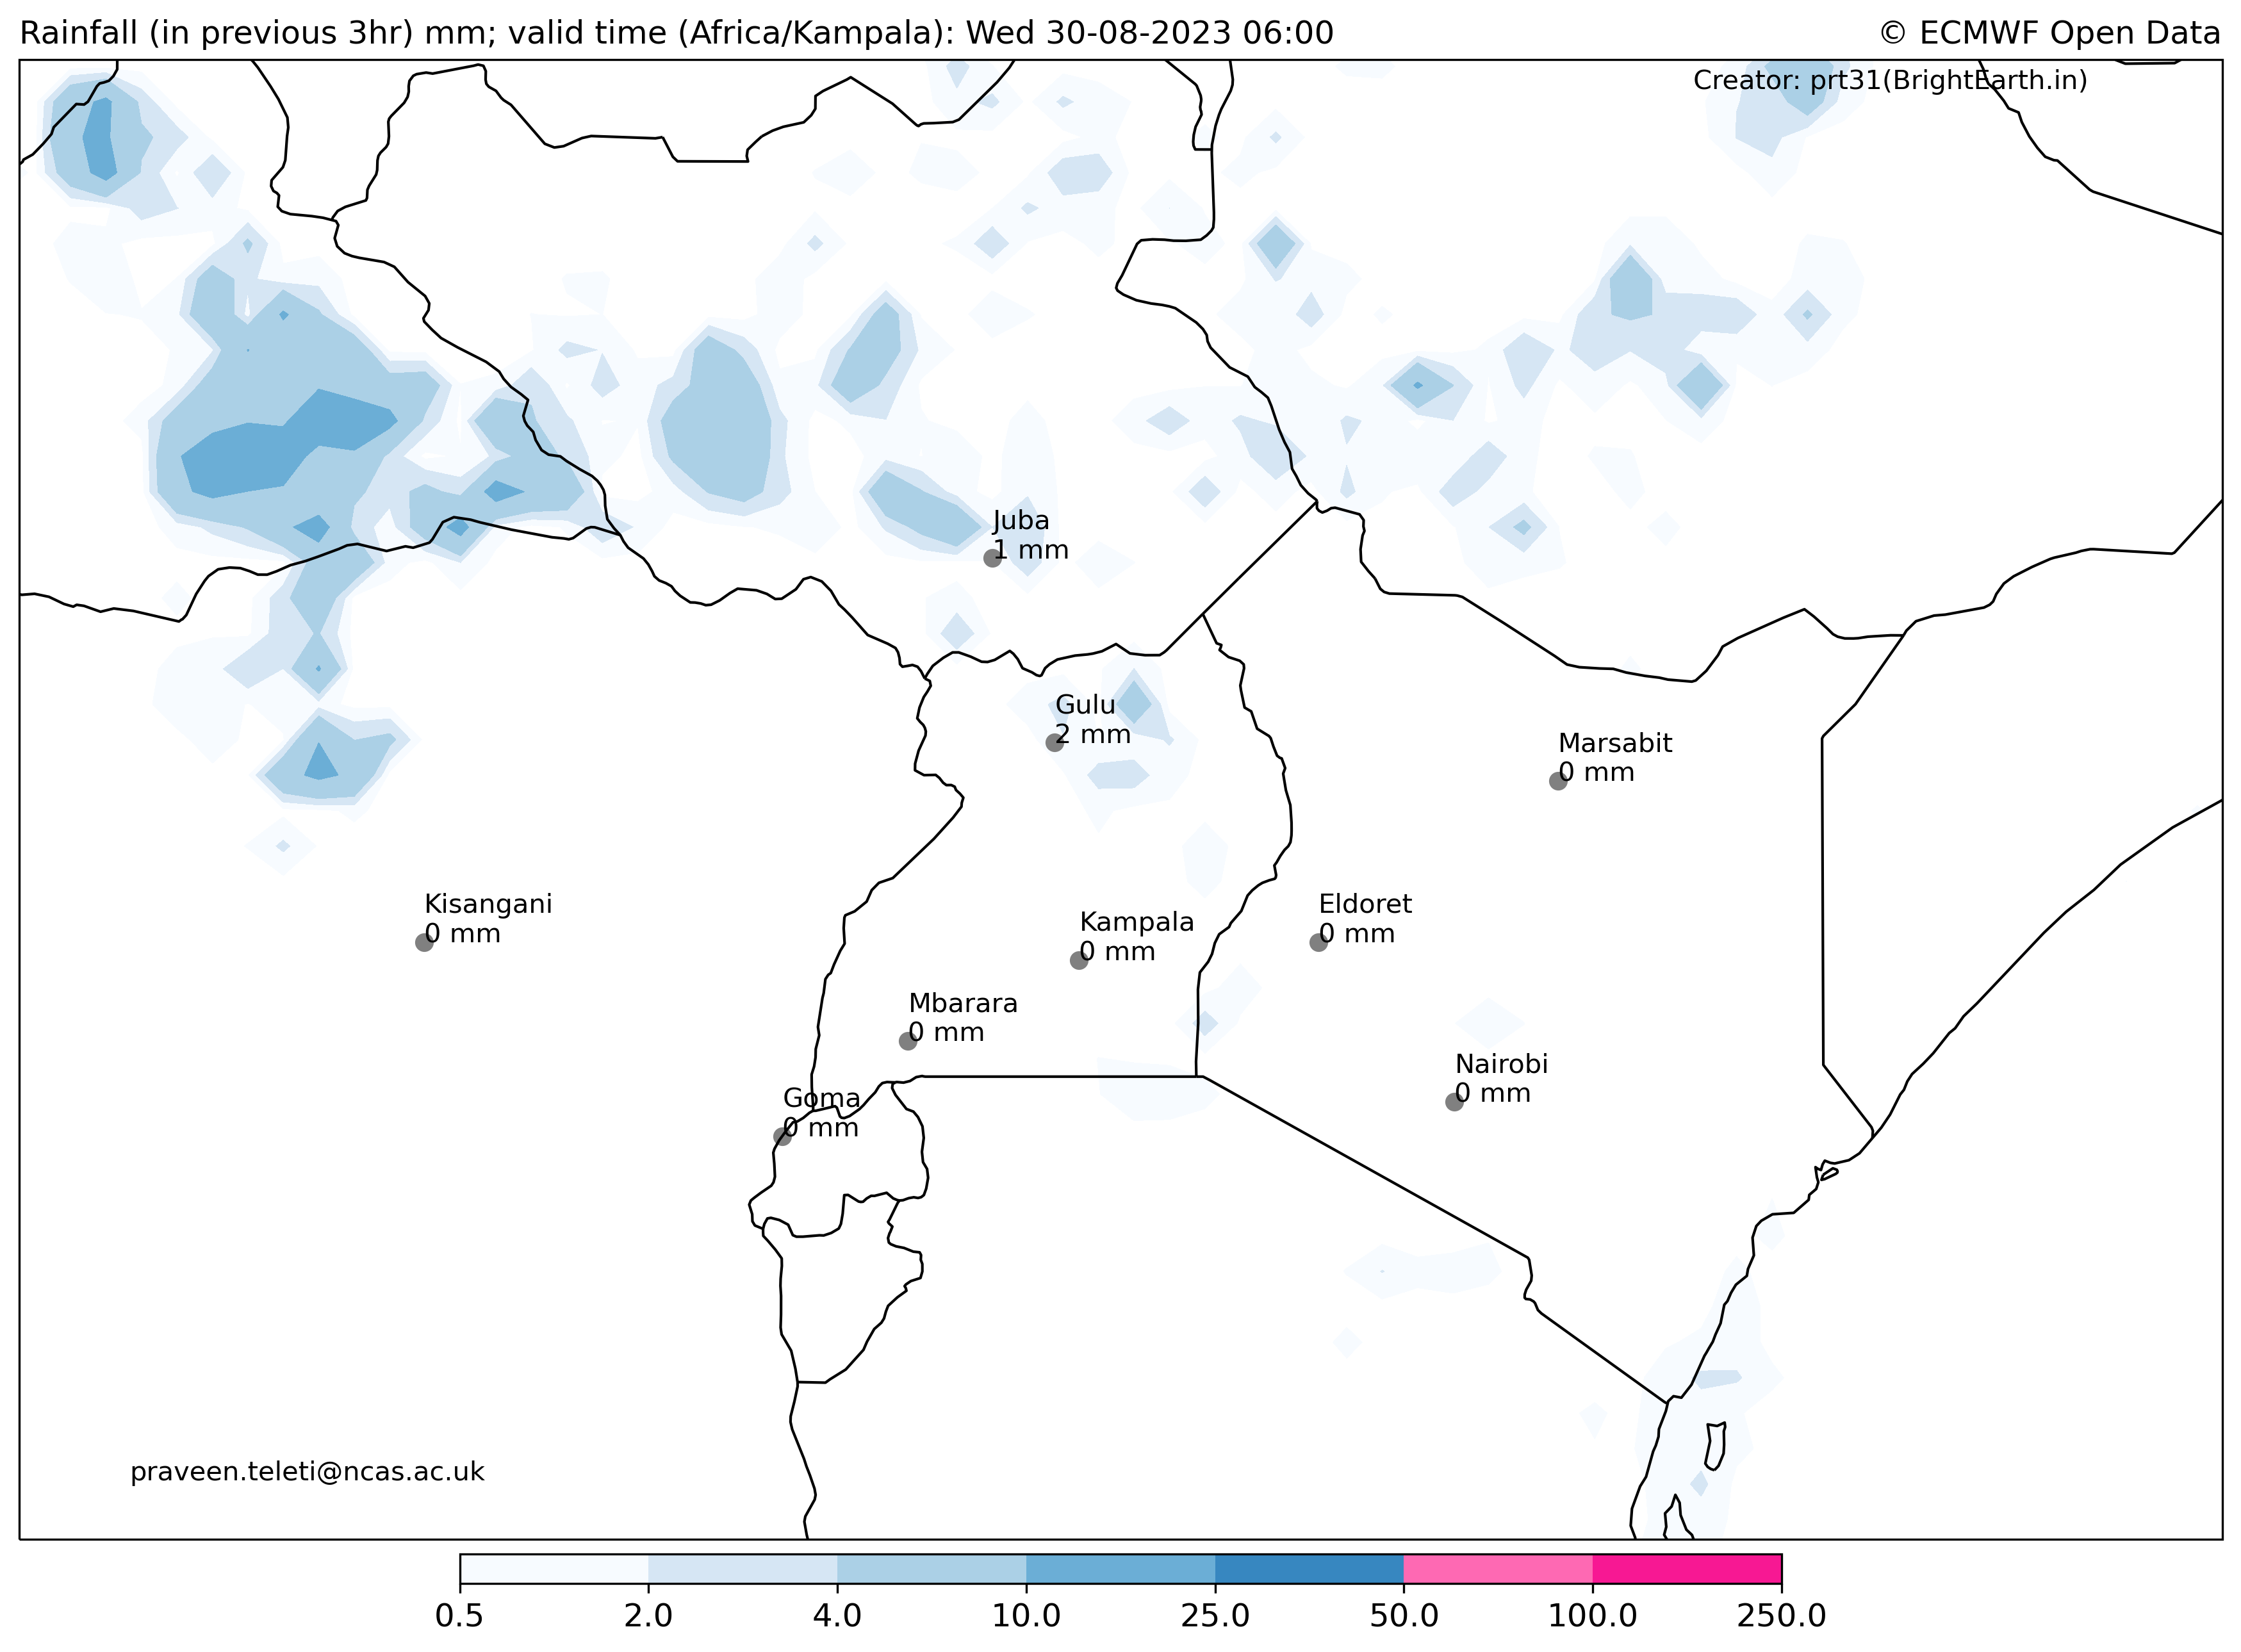 Rainfall (in previous 3hr) mm; valid time (Africa/Kampala): Wed 30-08-2023 06:00
© ECMWF Open Data
Creator: prt31(BrightEarth.in)
Juba
1 mm
Gulu
2 mm
Marsabit
0 mm
Kisangani
0 mm
Kampala
0 mm
Eldoret
0 mm
Mbarara
0 mm
Nairobi
0 mm
Goma
0 mm
praveen.teleti@ncas.ac.uk
0.5 2.0 4.0 10.0 25.0 50.0 100.0 250.0